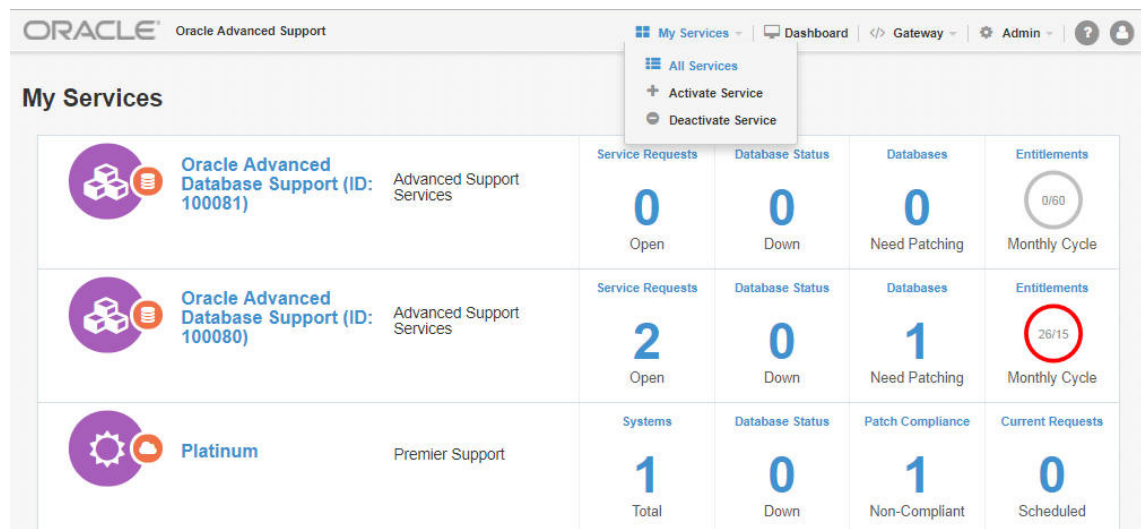 ORACLE® Oracle Advanced Support My Services Dashboard </> Gateway Admin ?
All Services
Activate Service
Deactivate Service
My Services
Oracle Advanced
Database Support (ID:
100081)
Advanced Support
Services
Service Requests
0
Open
Database Status
0
Down
Databases
0
Need Patching
Entitlements
0/60
Monthly Cycle
Oracle Advanced
Database Support (ID:
100080)
Advanced Support
Services
Service Requests
2
Open
Database Status
0
Down
Databases
1
Need Patching
Entitlements
26/15
Monthly Cycle
Platinum
Premier Support
Systems
1
Total
Database Status
0
Down
Patch Compliance
1
Non-Compliant
Current Requests
0
Scheduled